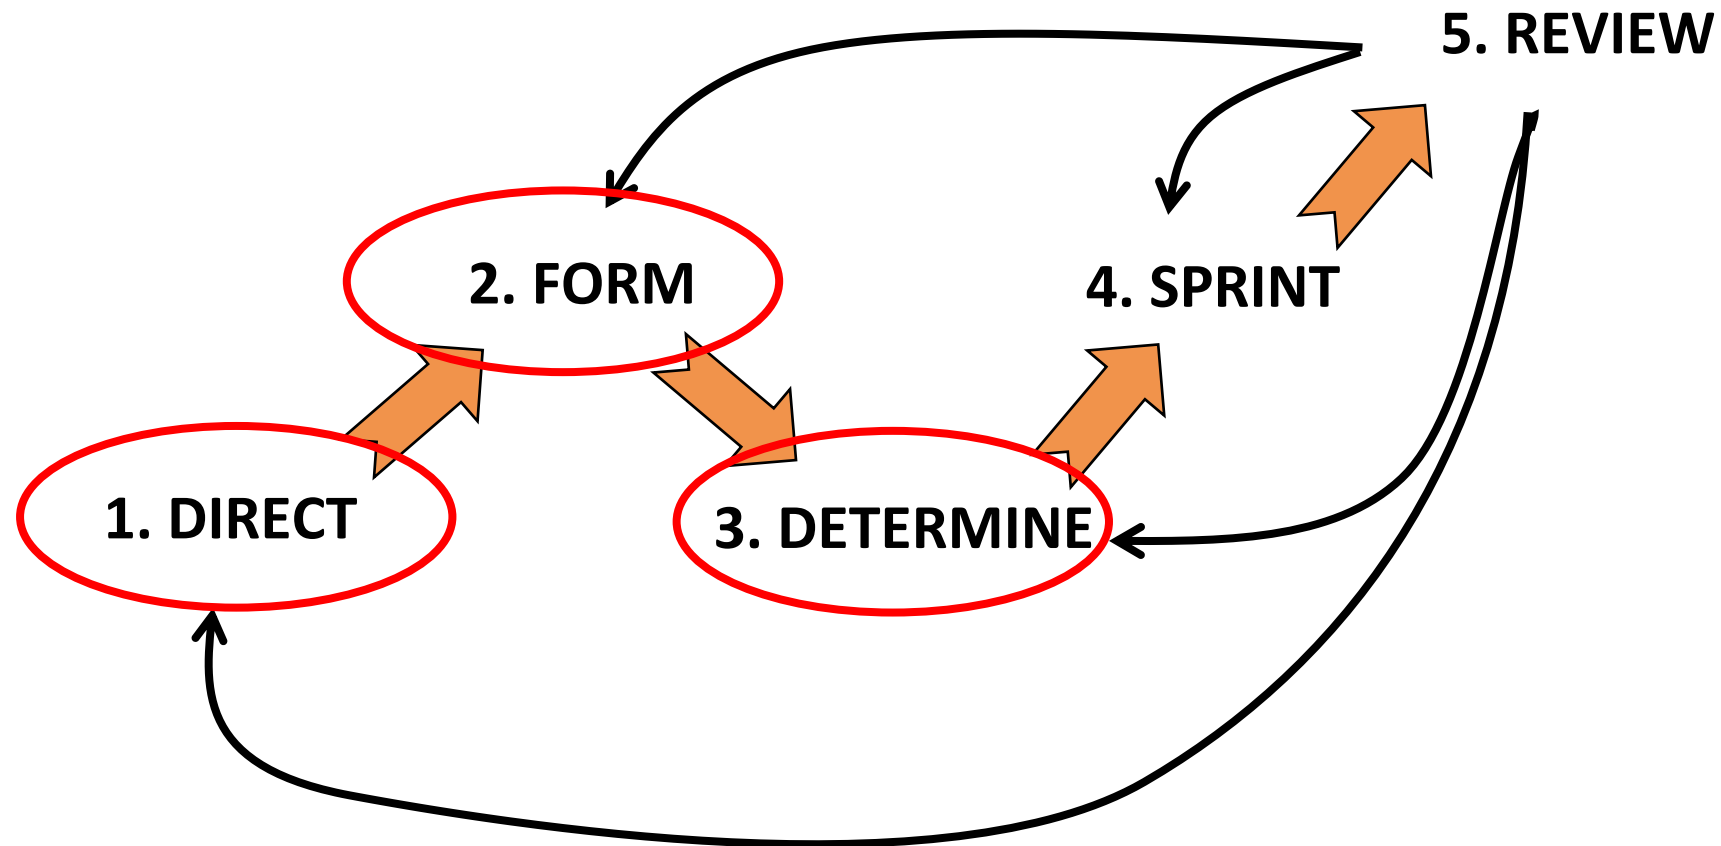 1. DIRECT
2. FORM
3. DETERMINE
4. SPRINT
5. REVIEW